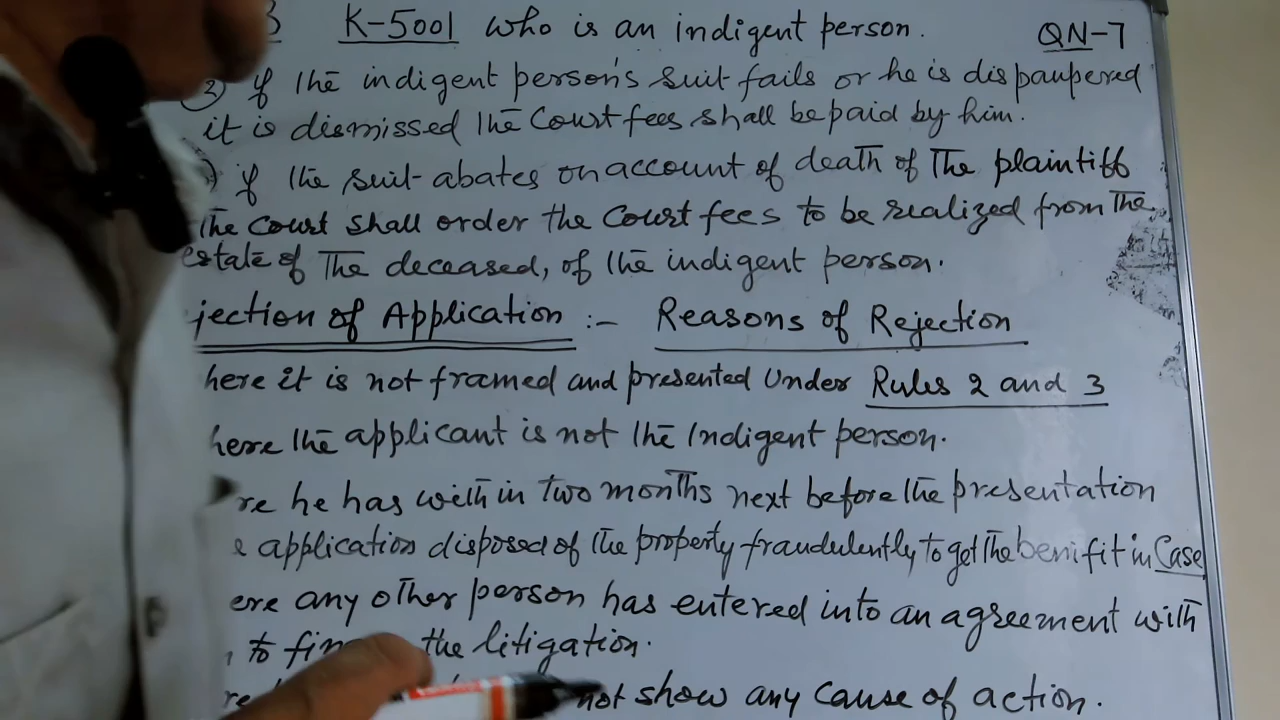 K-5001 who is an indigent person. QN-7
3) if the indigent person's suit fails or he is dispaupered
it is dismissed the Court fees shall be paid by him.
) if the suit abates on account of death of the plaintiff
The Court shall order the Court fees to be realized from the
estate of The deceased, of the indigent person.
jection of Application :- Reasons of Rejection
here it is not framed and presented Under Rules 2 and 3
here the applicant is not the Indigent person.
re he has with in two months next before the presentation
e application disposed of the property fraudulently to get the benifit in Case
ere any other person has entered into an agreement with
to fin the litigation.
re not show any cause of action.